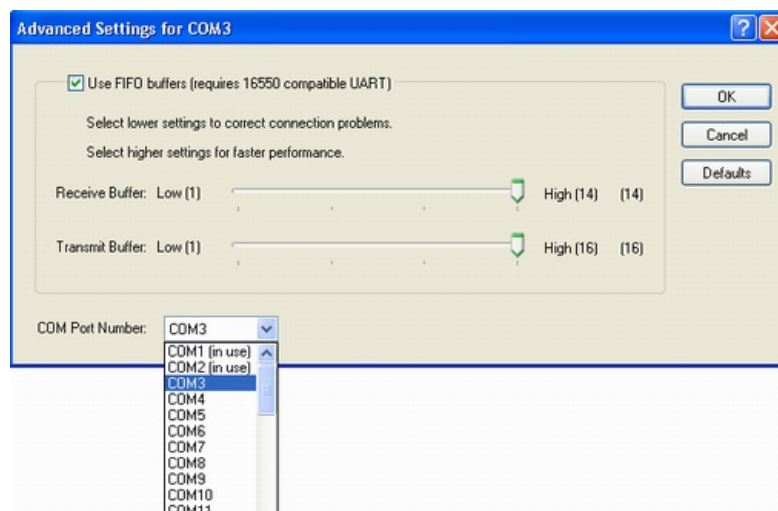 Advanced Settings for COM3
Use FIFO buffers (requires 16550 compatible UART)
OK
Select lower settings to correct connection problems.
Cancel
Select higher settings for faster performance.
Defaults
Receive Buffer: Low (1) High (14) (14)
Transmit Buffer: Low (1) High (16) (16)
COM Port Number: COM3
COM1 (in use)
COM2 (in use)
COM3
COM4
COM5
COM6
COM7
COM8
COM9
COM10
COM11